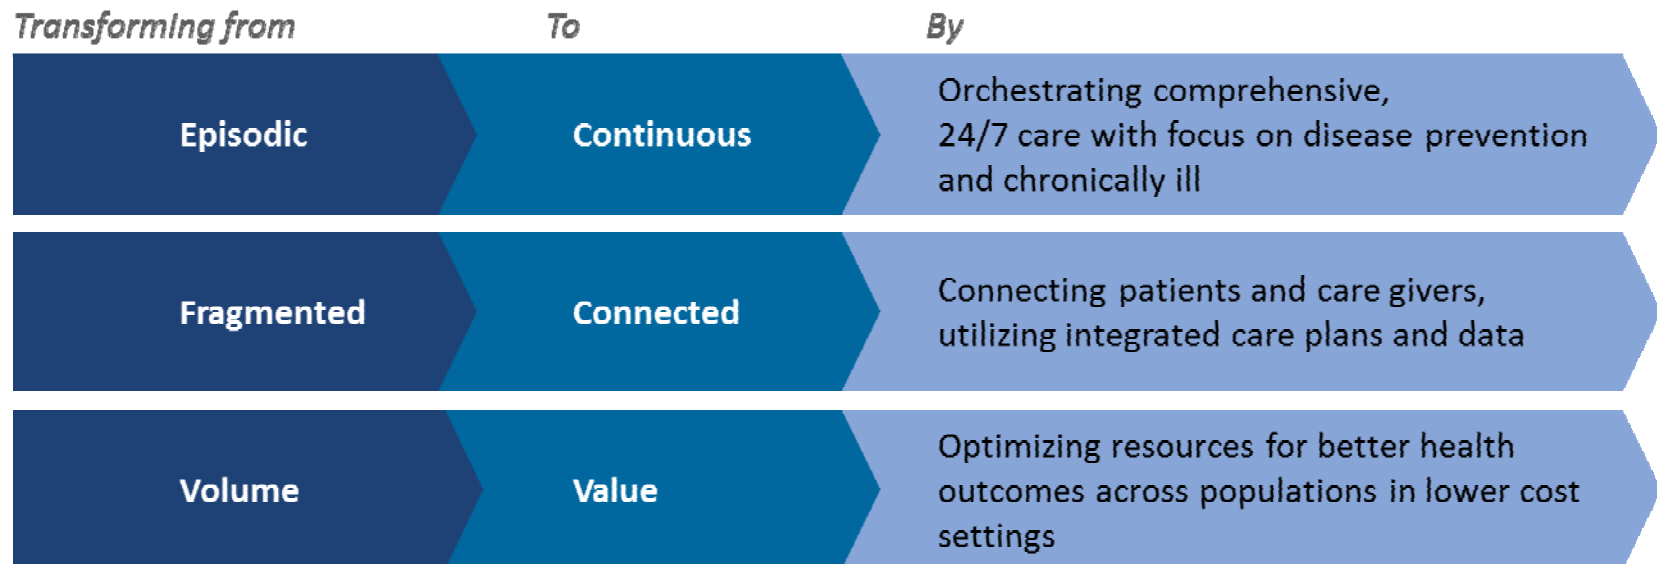 Transforming from To By
Episodic
Continuous
Orchestrating comprehensive,
24/7 care with focus on disease prevention
and chronically ill
Fragmented
Connected
Connecting patients and care givers,
utilizing integrated care plans and data
Volume
Value
Optimizing resources for better health
outcomes across populations in lower cost
settings